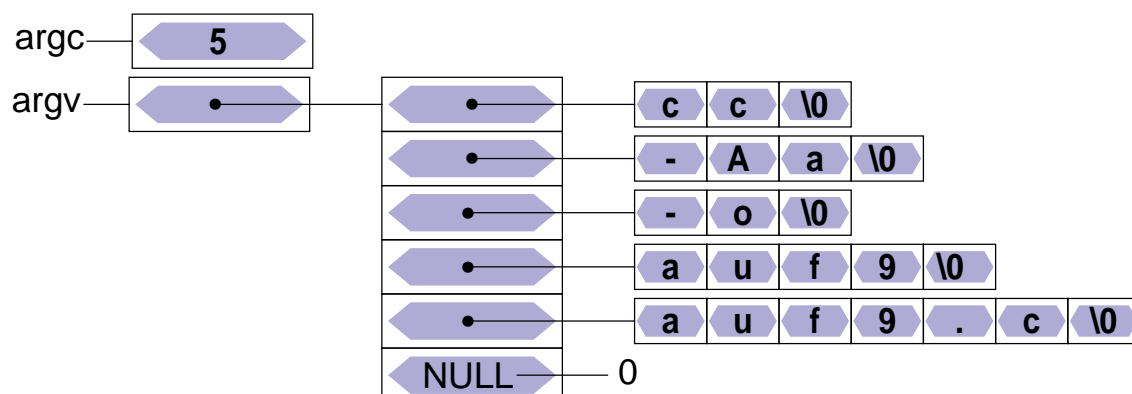 argc 5
argv c c \0
- A a \0
- o \0
a u f 9 \0
a u f 9 . c \0
NULL 0